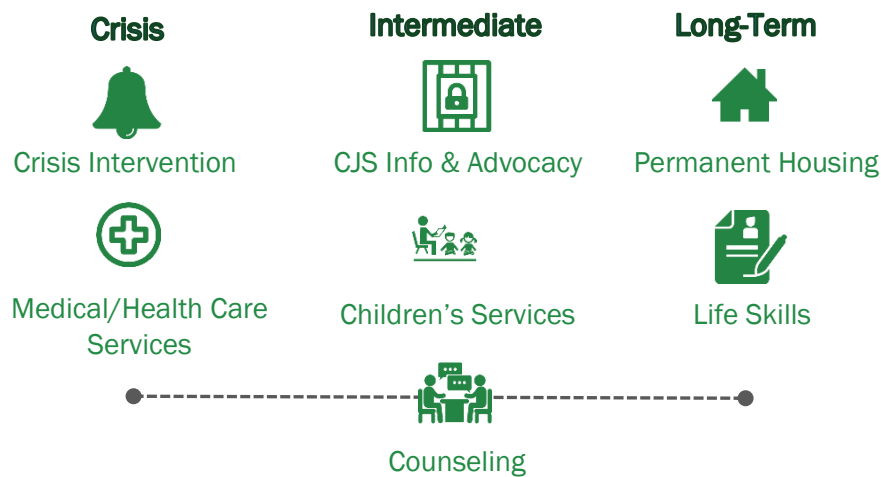 Crisis
Intermediate
Long-Term
Crisis Intervention
CJS Info & Advocacy
Permanent Housing
Medical/Health Care
Services
Children’s Services
Life Skills
Counseling